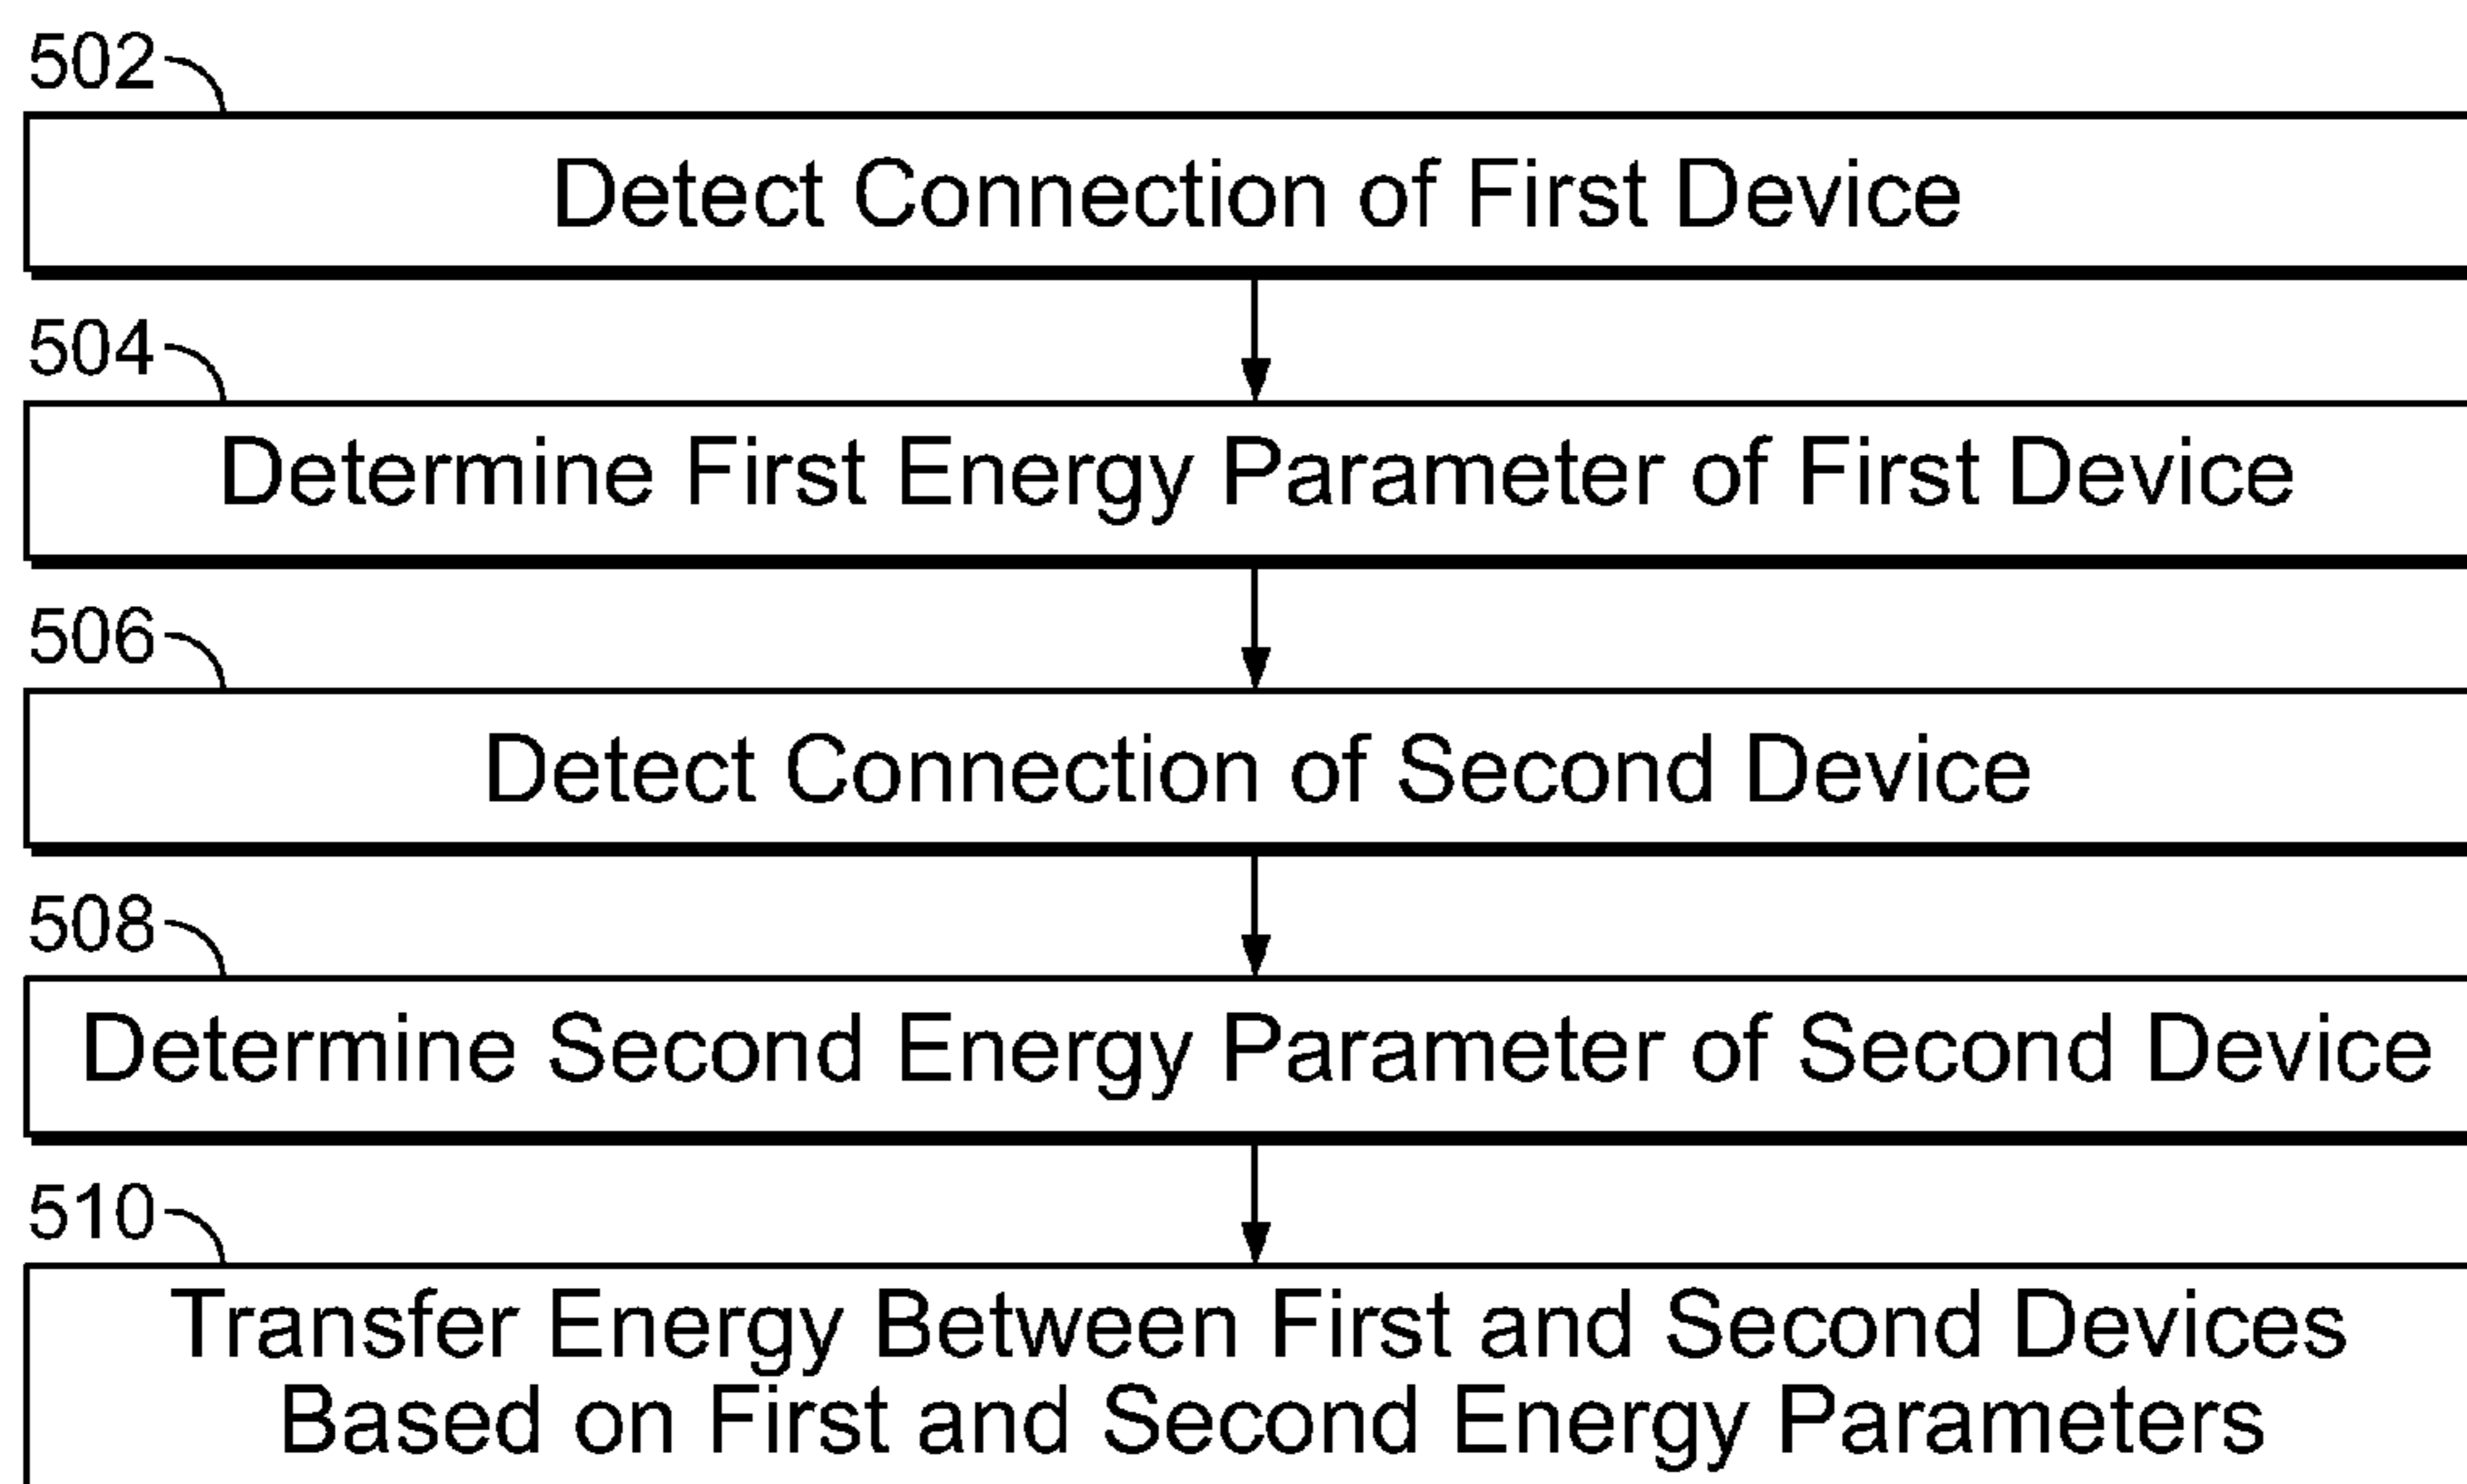 502
Detect Connection of First Device
504
Determine First Energy Parameter of First Device
506
Detect Connection of Second Device
508
Determine Second Energy Parameter of Second Device
510
Transfer Energy Between First and Second Devices
Based on First and Second Energy Parameters